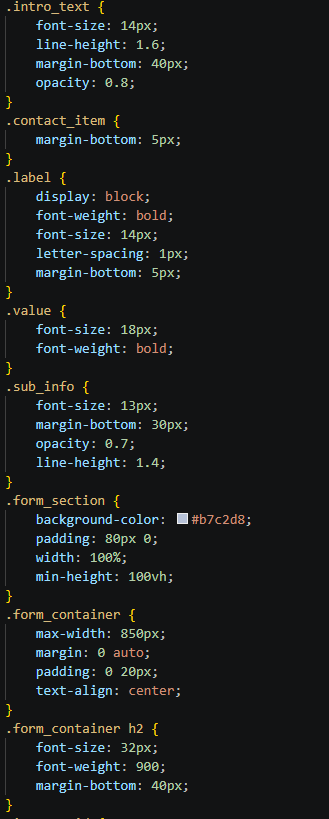 .intro_text {
    font-size: 14px;
    line-height: 1.6;
    margin-bottom: 40px;
    opacity: 0.8;
}
.contact_item {
    margin-bottom: 5px;
}
.label {
    display: block;
    font-weight: bold;
    font-size: 14px;
    letter-spacing: 1px;
    margin-bottom: 5px;
}
.value {
    font-size: 18px;
    font-weight: bold;
}
.sub_info {
    font-size: 13px;
    margin-bottom: 30px;
    opacity: 0.7;
    line-height: 1.4;
}
.form_section {
    background-color: #b7c2d8;
    padding: 80px 0;
    width: 100%;
    min-height: 100vh;
}
.form_container {
    max-width: 850px;
    margin: 0 auto;
    padding: 0 20px;
    text-align: center;
}
.form_container h2 {
    font-size: 32px;
    font-weight: 900;
    margin-bottom: 40px;
}